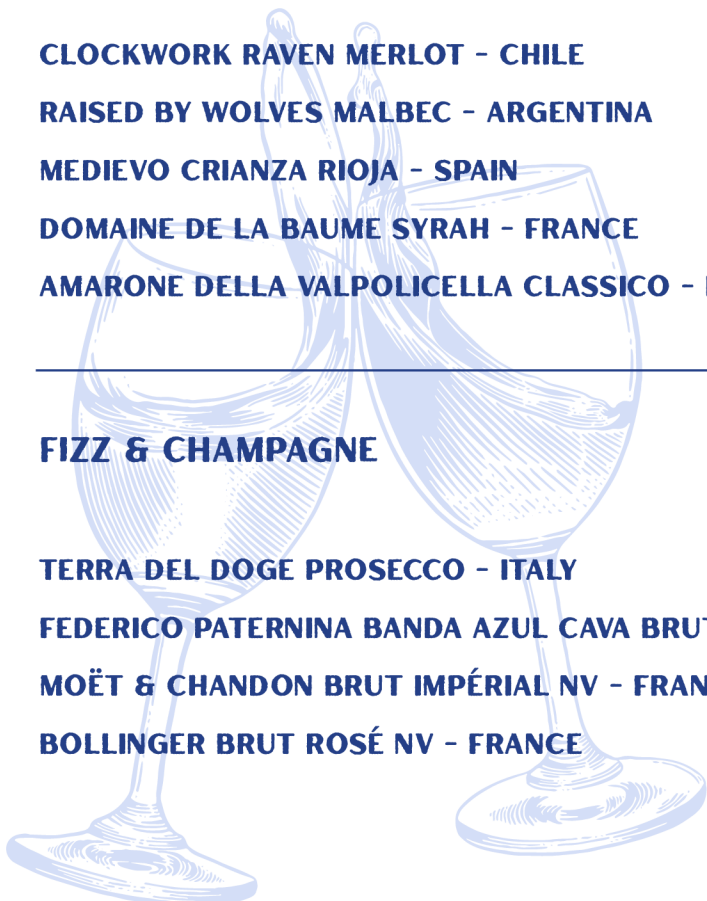 CLOCKWORK RAVEN MERLOT - CHILE
RAISED BY WOLVES MALBEC - ARGENTINA
MEDIEVO CRIANZA RIOJA - SPAIN
DOMAINE DE LA BAUME SYRAH - FRANCE
AMARONE DELLA VALPOLICELLA CLASSICO -
FIZZ & CHAMPAGNE
TERRA DEL DOGE PROSECCO - ITALY
FEDERICO PATERNINA BANDA AZUL CAVA BRUT
MOËT & CHANDON BRUT IMPÉRIAL NV - FRAN
BOLLINGER BRUT ROSÉ NV - FRANCE